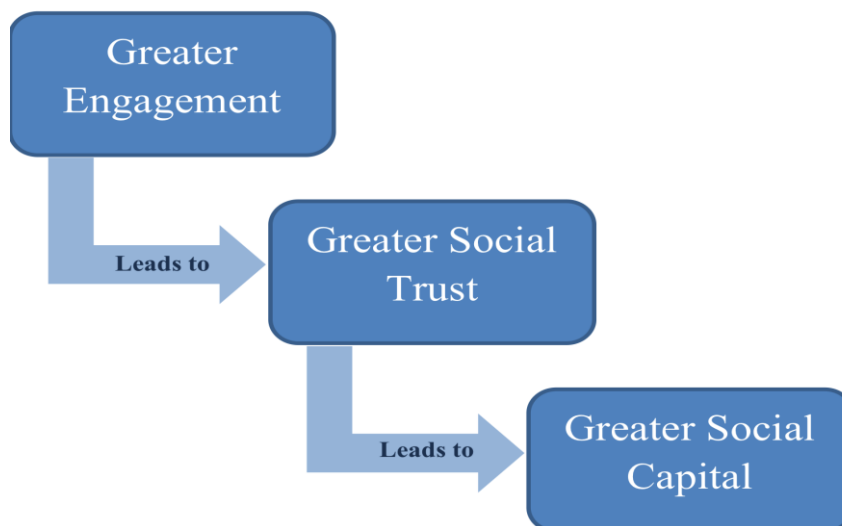 Greater
Engagement
Leads to
Greater Social
Trust
Leads to
Greater Social
Capital